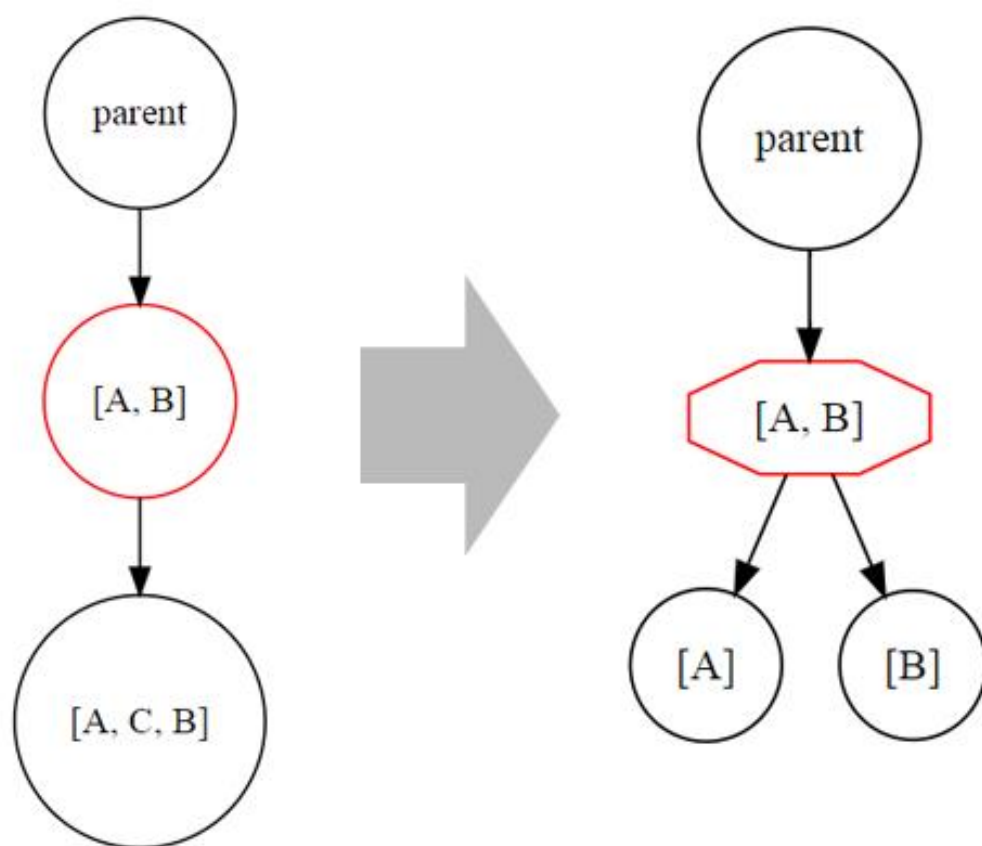 parent
[A, B]
[A, C, B]
parent
[A, B]
[A]
[B]